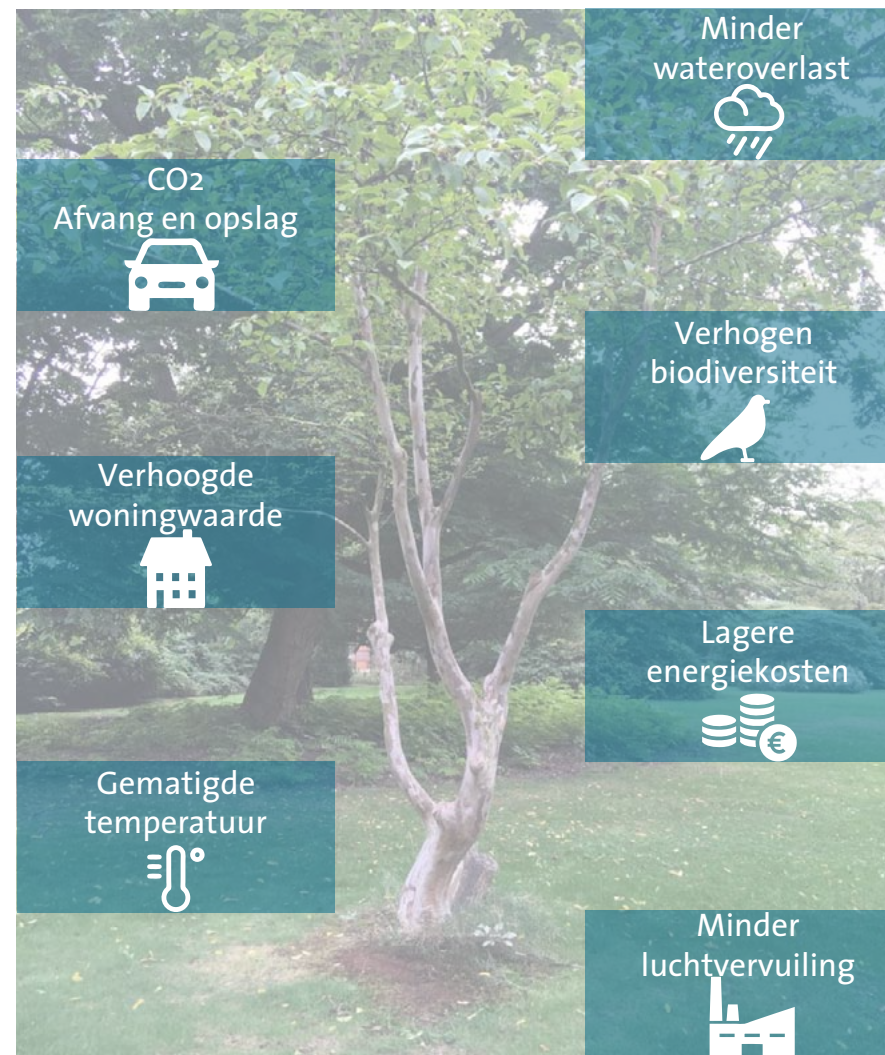 Minder
wateroverlast
CO2
Afvang en opslag
Verhogen
biodiversiteit
Verhoogde
woningwaarde
Lagere
energiekosten
€
Gematigde
temperatuur
Minder
luchtvervuiling